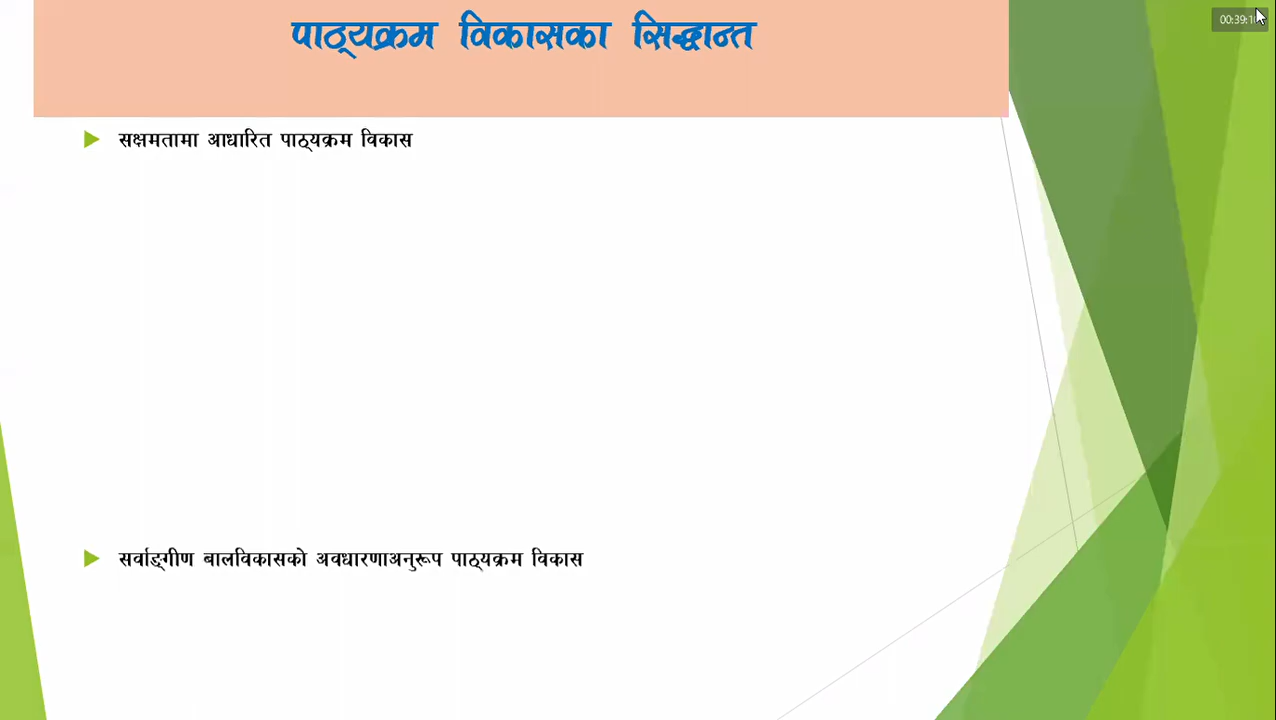 पाठ्यक्रम विकासका सिद्धान्त
सक्षमतामा आधारित पाठ्यक्रम विकास
सर्वाङ्गीण बालविकासको अवधारणाअनुरूप पाठ्यक्रम विकास